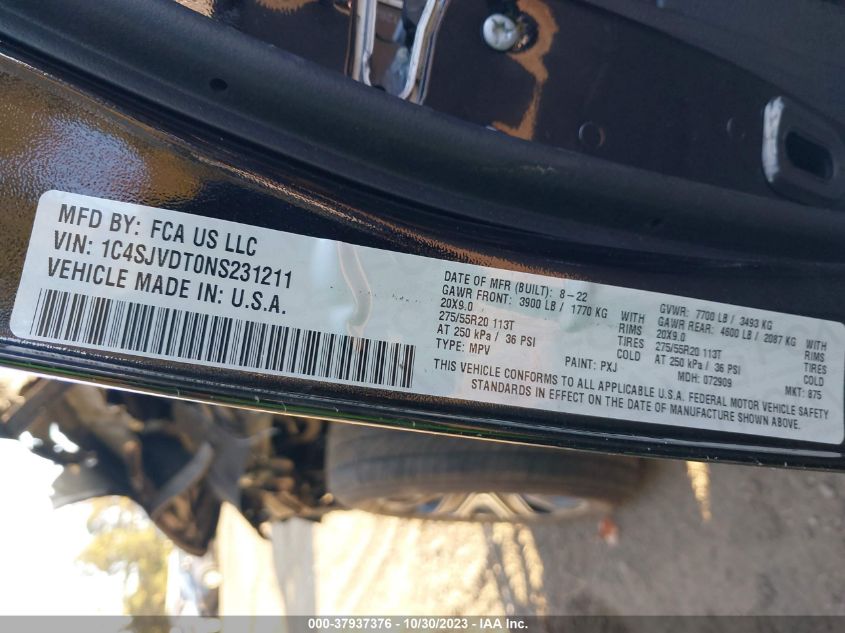 MFD BY: FCA US LLC
VIN: 1C4SJVDT0NS231211
VEHICLE MADE IN: U.S.A.
DATE OF MFR (BUILT): 8-22
GAWR FRONT: 3900 LB / 1770 KG WITH
20X9.0 RIMS
275/55R20 113T TIRES
AT 250 kPa / 36 PSI COLD
TYPE: MPV
PAINT: PXJ
GVWR: 7700 LB / 3493 KG
GAWR REAR: 4600 LB / 2087 KG WITH
20X9.0 RIMS
275/55R20 113T TIRES
AT 250 kPa / 36 PSI COLD
MDH: 072909 MKT: 875
THIS VEHICLE CONFORMS TO ALL APPLICABLE U.S.A. FEDERAL MOTOR VEHICLE SAFETY
STANDARDS IN EFFECT ON THE DATE OF MANUFACTURE SHOWN ABOVE.
000-37937376 - 10/30/2023 - IAA Inc.